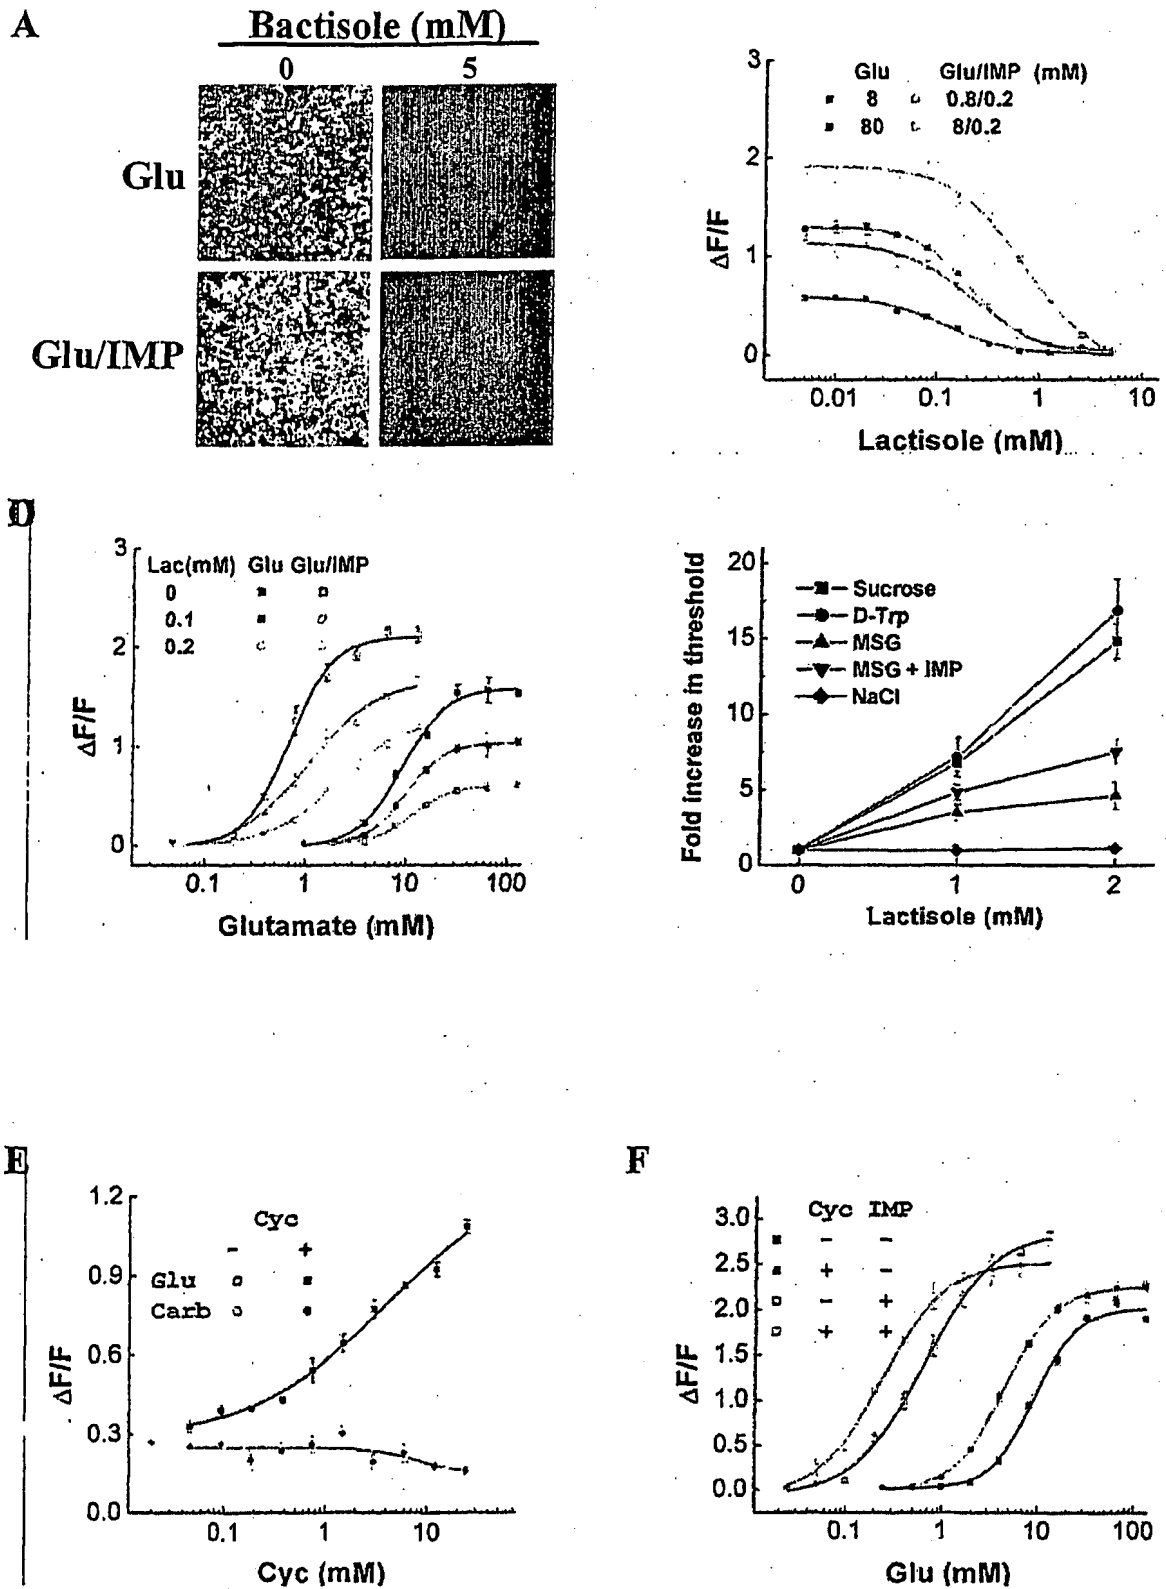 A
Bactisole (mM)
0 5
Glu
Glu/IMP
Glu Glu/IMP (mM)
8 0.8/0.2
80 8/0.2
3
2
1
0
ΔF/F
0.01 0.1 1 10
Lactisole (mM)
D
Lac(mM) Glu Glu/IMP
0
0.1
0.2
3
2
1
0
ΔF/F
0.1 1 10 100
Glutamate (mM)
20
15
10
5
0
Fold increase in threshold
Sucrose
D-Trp
MSG
MSG + IMP
NaCl
0 1 2
Lactisole (mM)
E
1.2
0.9
0.6
0.3
0.0
ΔF/F
Cyc
- +
Glu
Carb
0.1 1 10
Cyc (mM)
F
3.0
2.5
2.0
1.5
1.0
0.5
0.0
ΔF/F
Cyc IMP
- -
+ -
- +
+ +
0.1 1 10 100
Glu (mM)